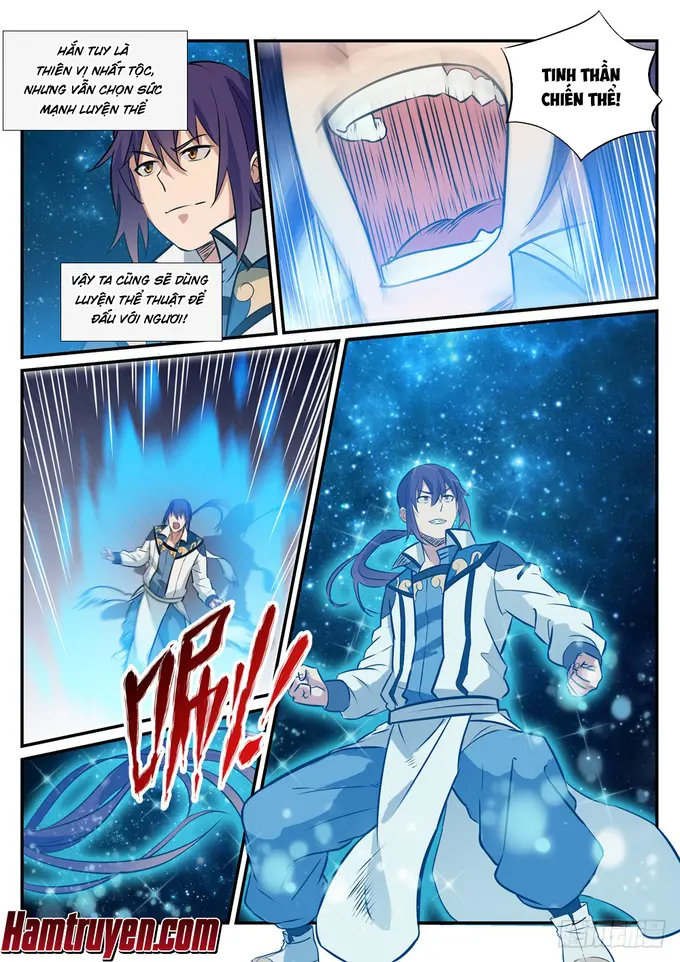 HẮN TUY LÀ
THIÊN VỊ NHẤT TỘC,
NHƯNG VẪN CHỌN SỨC
MẠNH LUYỆN THỂ
TINH THẦN
CHIẾN THỂ!
VẬY TA CŨNG SẼ DÙNG
LUYỆN THỂ THUẬT ĐỂ
ĐẤU VỚI NGƯƠI!
Hamtruyen.com